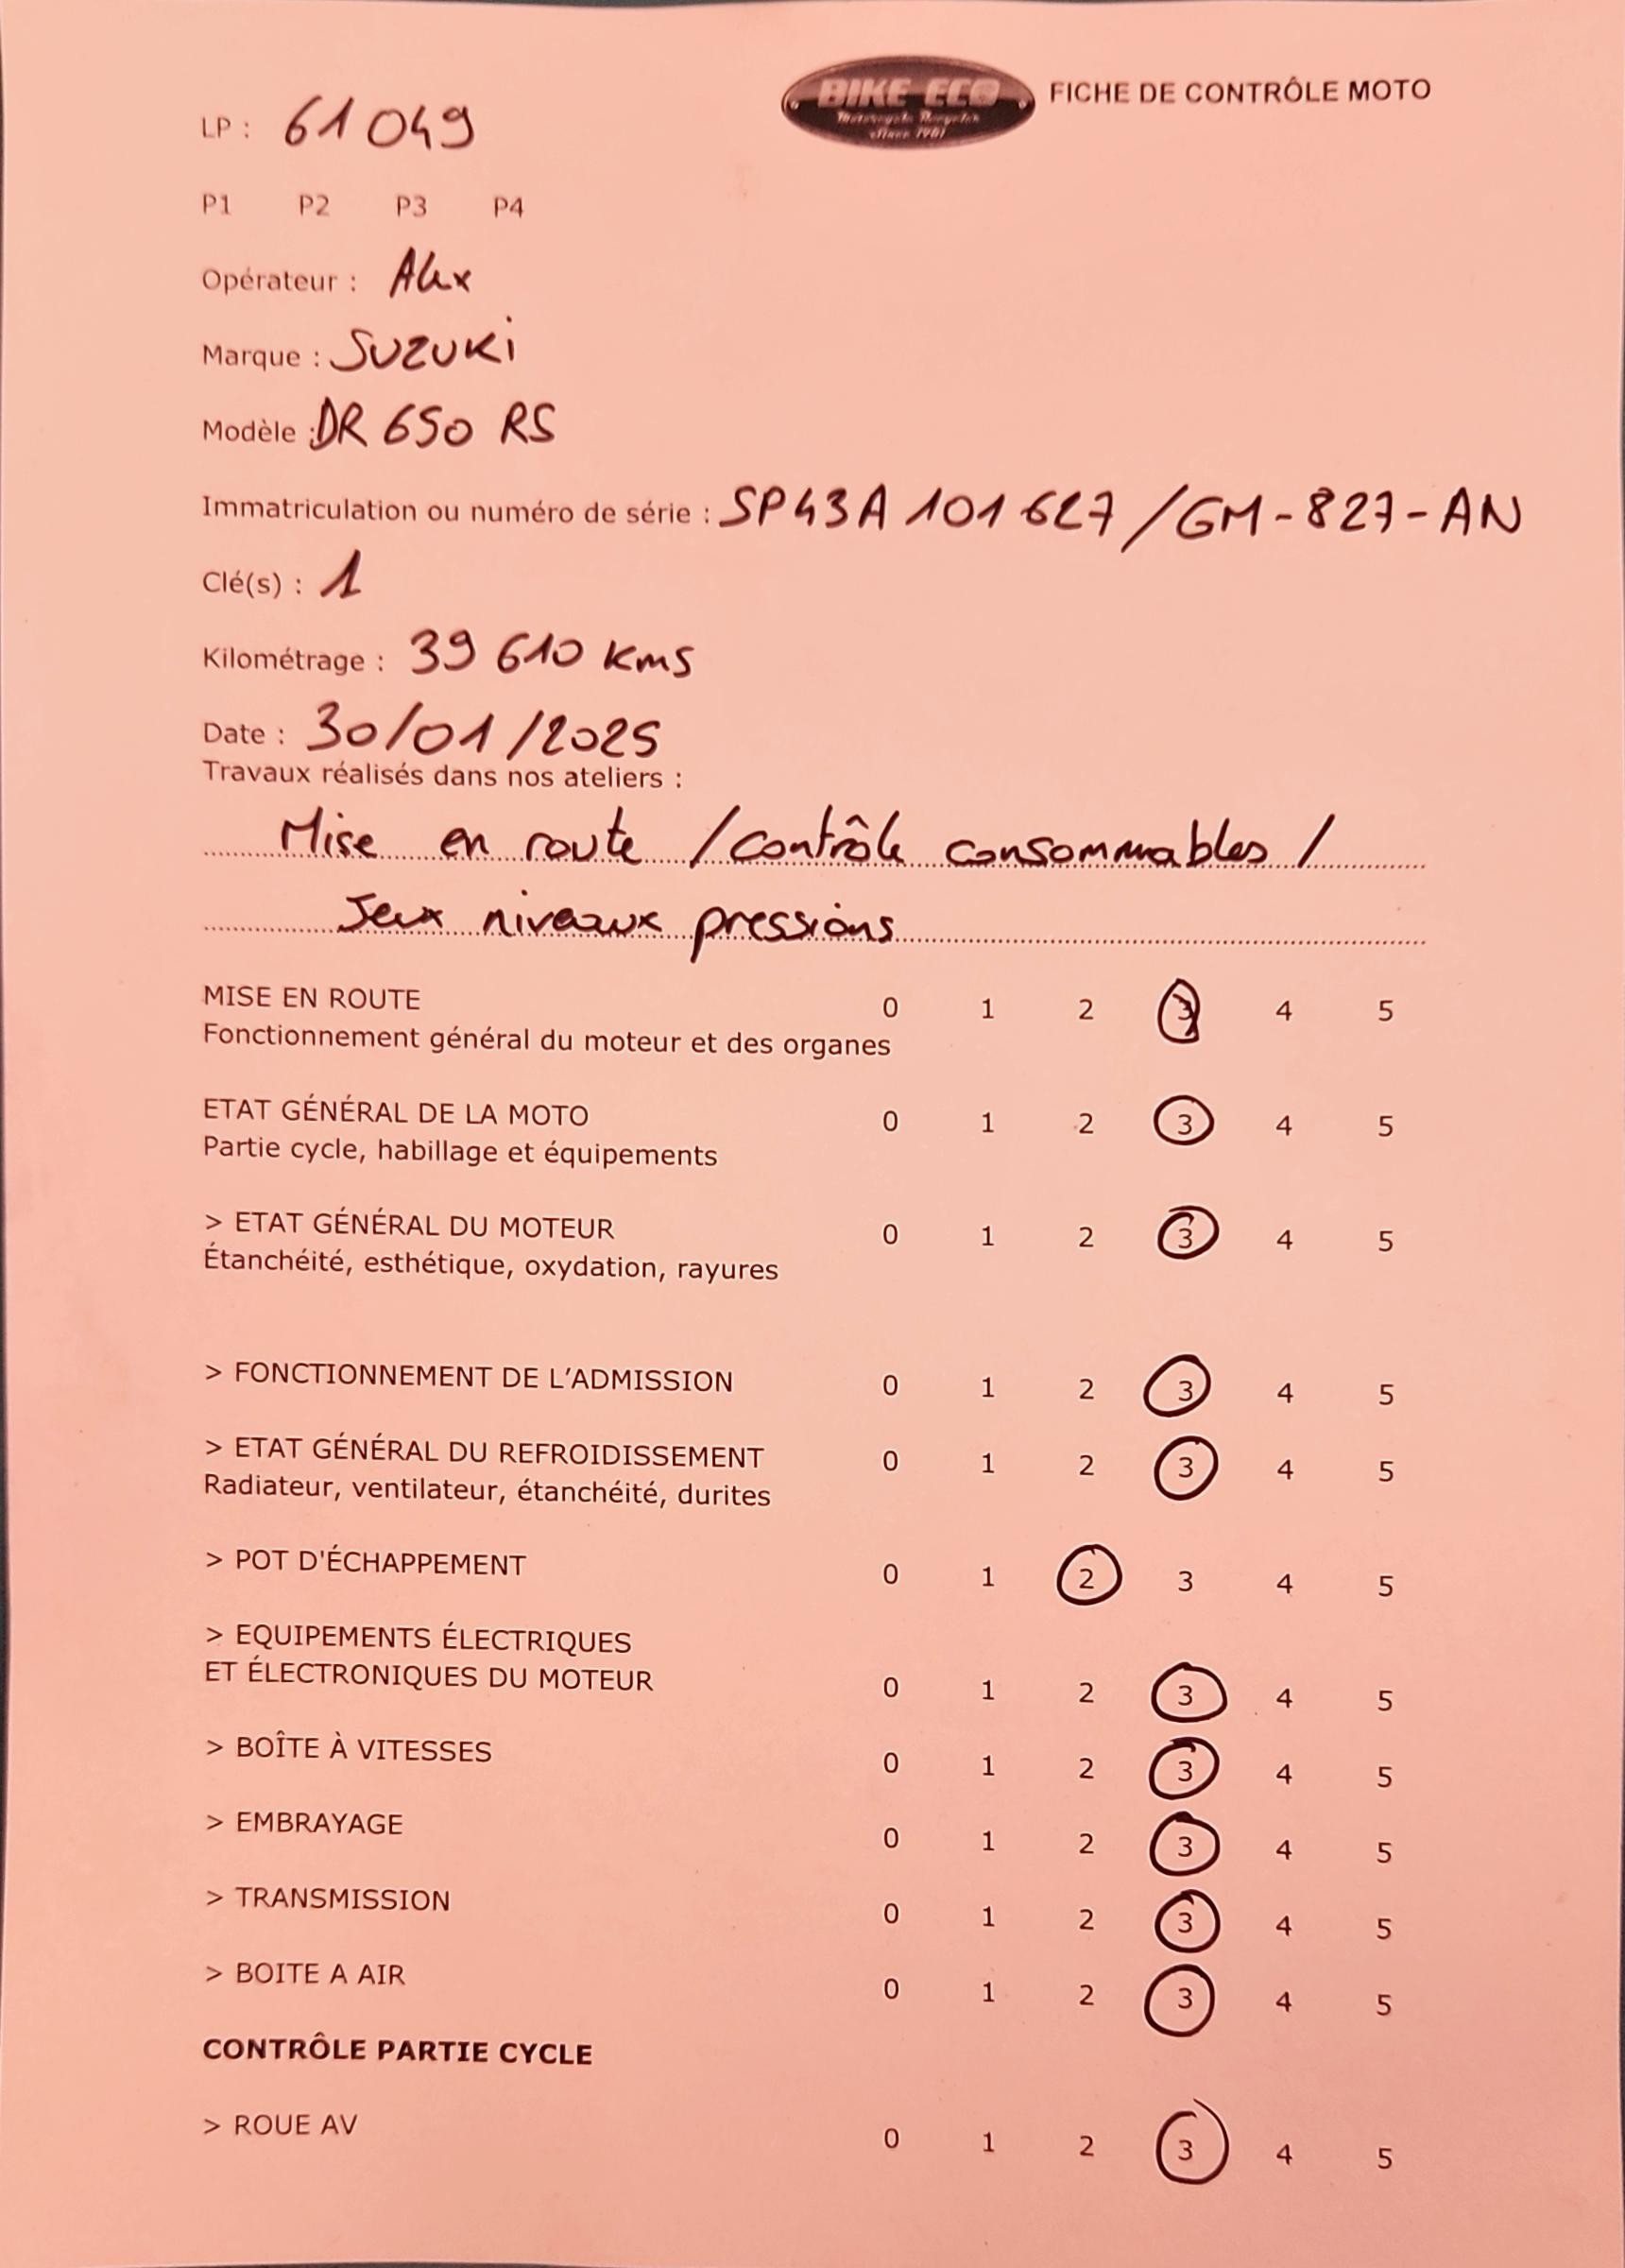 BIKE ECO
Motorcycle Recycler
since 1981
FICHE DE CONTRÔLE MOTO
LP : 61 049
P1 P2 P3 P4
Opérateur : Alex
Marque : SUZUKi
Modèle : DR 650 RS
Immatriculation ou numéro de série : SP43A 101 627 / GM-827-AN
Clé(s) : 1
Kilométrage : 39 610 kms
Date : 30/01/2025
Travaux réalisés dans nos ateliers :
Mise en route / contrôle consommables /
Jeux niveaux pressions
MISE EN ROUTE 0 1 2 3 4 5
Fonctionnement général du moteur et des organes
ETAT GÉNÉRAL DE LA MOTO 0 1 2 3 4 5
Partie cycle, habillage et équipements
> ETAT GÉNÉRAL DU MOTEUR 0 1 2 3 4 5
Étanchéité, esthétique, oxydation, rayures
> FONCTIONNEMENT DE L'ADMISSION 0 1 2 3 4 5
> ETAT GÉNÉRAL DU REFROIDISSEMENT 0 1 2 3 4 5
Radiateur, ventilateur, étanchéité, durites
> POT D'ÉCHAPPEMENT 0 1 2 3 4 5
> EQUIPEMENTS ÉLECTRIQUES
ET ÉLECTRONIQUES DU MOTEUR 0 1 2 3 4 5
> BOÎTE À VITESSES 0 1 2 3 4 5
> EMBRAYAGE 0 1 2 3 4 5
> TRANSMISSION 0 1 2 3 4 5
> BOITE A AIR 0 1 2 3 4 5
CONTRÔLE PARTIE CYCLE
> ROUE AV 0 1 2 3 4 5